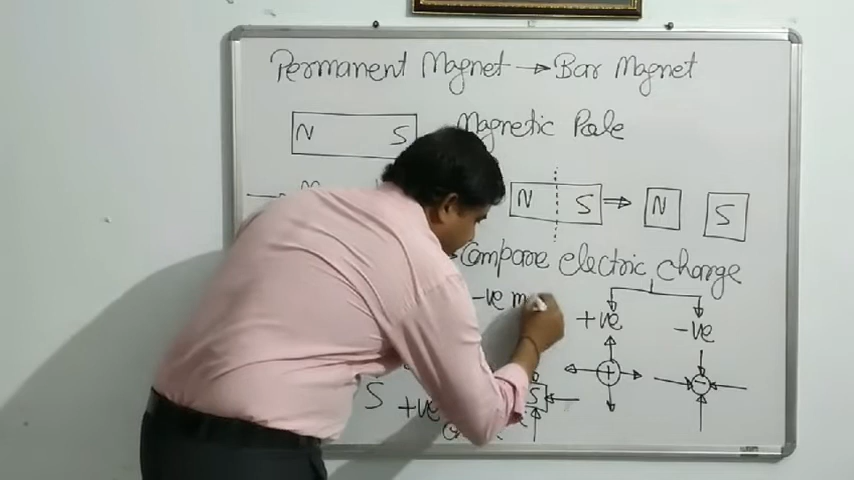 Permanent Magnet → Bar Magnet
N S
Magnetic Pole
N S ⇒ N S
Compare electric charge
-ve m
+ve -ve
+ -
S +ve S